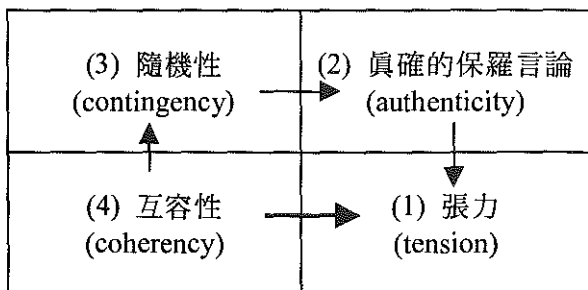 (3) 隨機性
(contingency)
(2) 眞確的保羅言論
(authenticity)
(4) 互容性
(coherency)
(1) 張力
(tension)